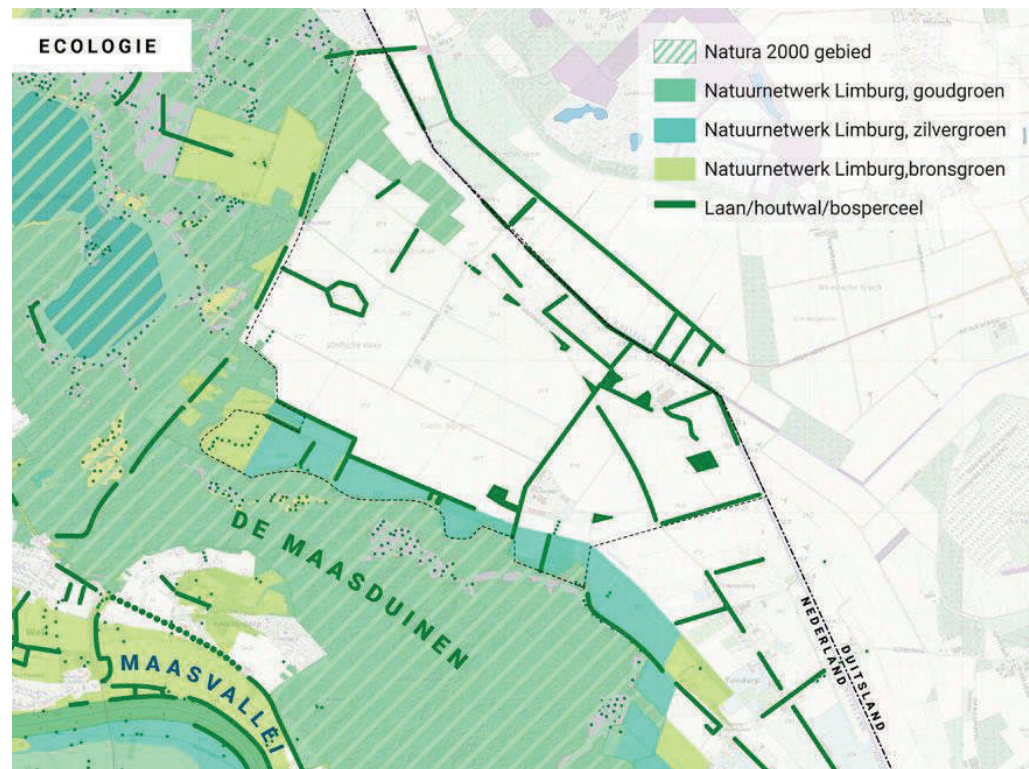 ECOLOGIE
Natura 2000 gebied
Natuurnetwerk Limburg, goudgroen
Natuurnetwerk Limburg, zilvergroen
Natuurnetwerk Limburg,bronsgroen
Laan/houtwal/bosperceel
DE MAASDUINEN
MAASVALLEI
NEDERLAND
DUITSLAND